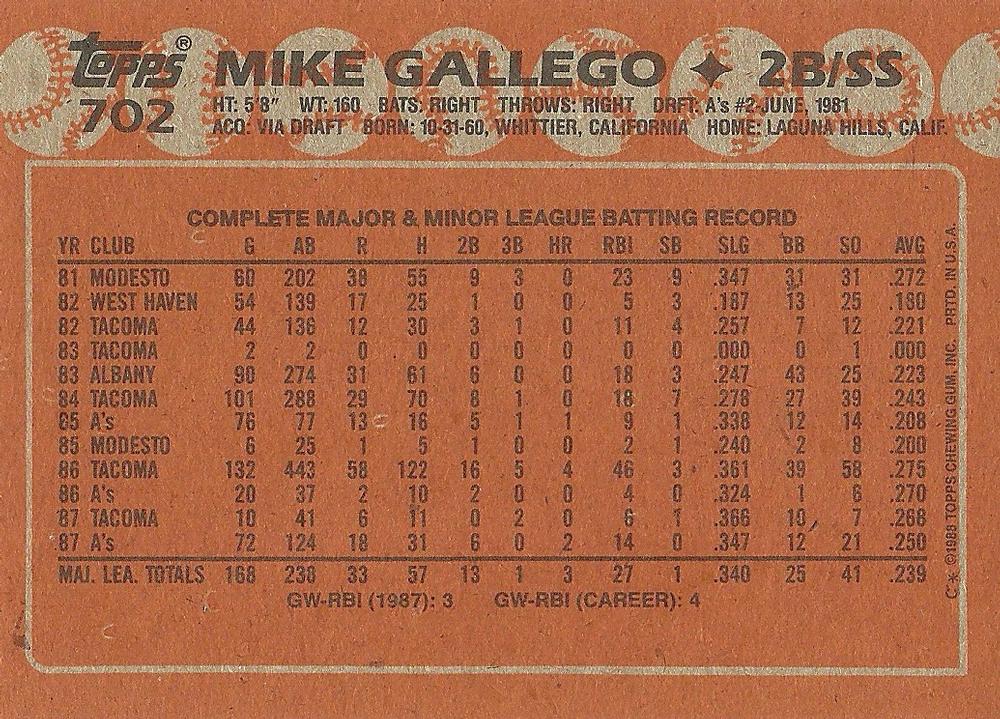 topps® MIKE GALLEGO ✦ 2B/SS
702 HT: 5'8" WT: 160 BATS: RIGHT THROWS: RIGHT DRFT: A's #2-JUNE, 1981
ACQ: VIA DRAFT BORN: 10-31-60, WHITTIER, CALIFORNIA HOME: LAGUNA HILLS, CALIF.
COMPLETE MAJOR & MINOR LEAGUE BATTING RECORD
YR CLUB G AB R H 2B 3B HR RBI SB SLG BB SO AVG
81 MODESTO 60 202 38 55 9 3 0 23 9 .347 31 31 .272
82 WEST HAVEN 54 139 17 25 1 0 0 5 3 .187 13 25 .180
82 TACOMA 44 136 12 30 3 1 0 11 4 .257 7 12 .221
83 TACOMA 2 2 0 0 0 0 0 0 0 .000 0 1 .000
83 ALBANY 90 274 31 61 6 0 0 18 3 .247 43 25 .223
84 TACOMA 101 288 29 70 8 1 0 18 7 .278 27 39 .243
85 A's 76 77 13 16 5 1 1 9 1 .338 12 14 .208
85 MODESTO 6 25 1 5 1 0 0 2 1 .240 2 8 .200
86 TACOMA 132 443 58 122 16 5 4 46 3 .361 39 58 .275
86 A's 20 37 2 10 2 0 0 4 0 .324 1 6 .270
87 TACOMA 10 41 6 11 0 2 0 6 1 .366 10 7 .268
87 A's 72 124 18 31 6 0 2 14 0 .347 12 21 .250
MAJ. LEA. TOTALS 168 238 33 57 13 1 3 27 1 .340 25 41 .239
GW-RBI (1987): 3 GW-RBI (CAREER): 4
C* ©1988 TOPPS CHEWING GUM, INC. PRTD. IN U.S.A.